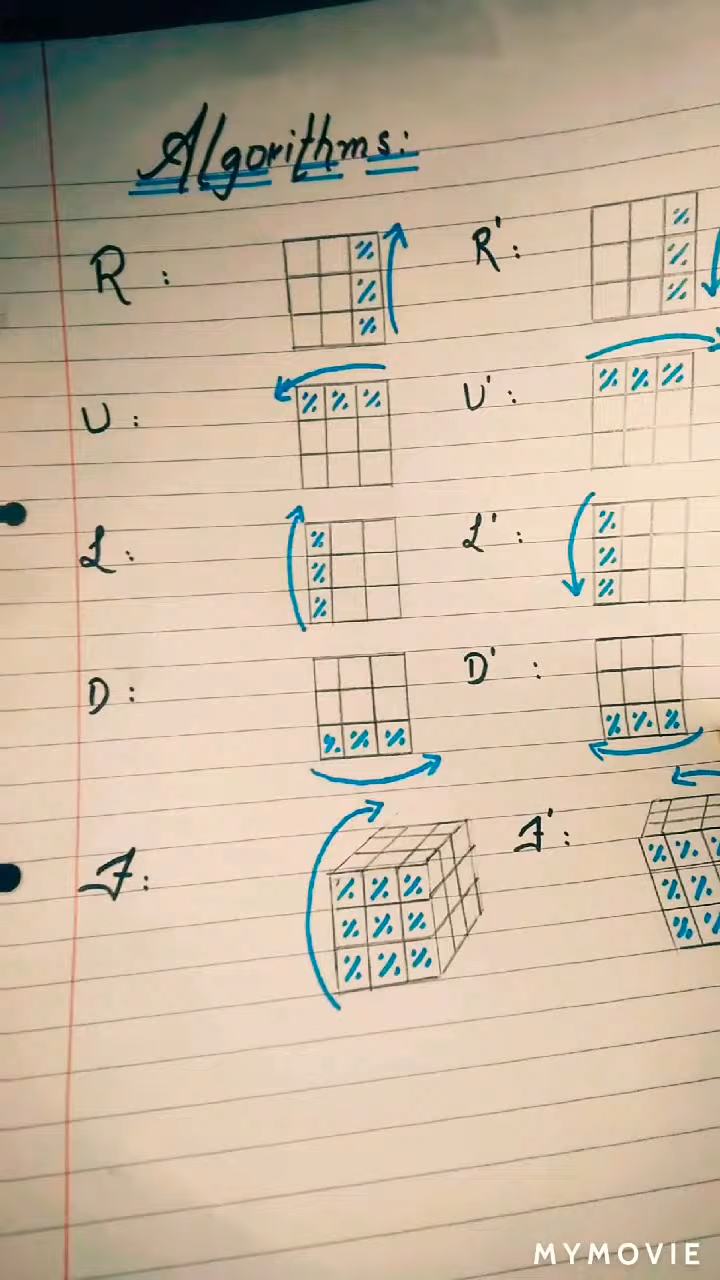 Algorithms:
R : R' :
U : U' :
L : L' :
D : D' :
F : F' :
MYMOVIE